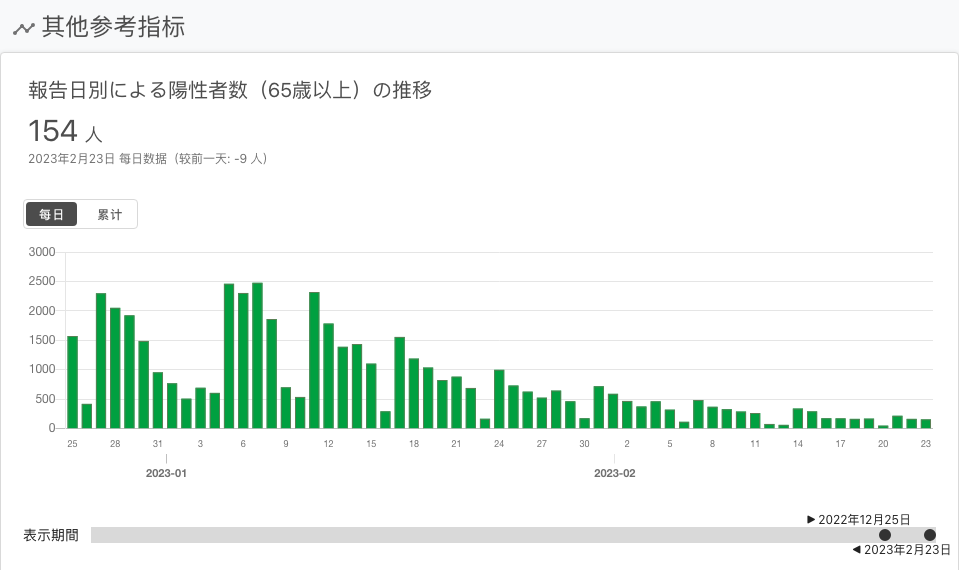 其他参考指标
報告日別による陽性者数（65歳以上）の推移
154 人
2023年2月23日 每日数据（较前一天: -9 人）
每日 累计
3000
2500
2000
1500
1000
500
0
25 28 31 3 6 9 12 15 18 21 24 27 30 2 5 8 11 14 17 20 23
2023-01 2023-02
2022年12月25日
表示期間
2023年2月23日